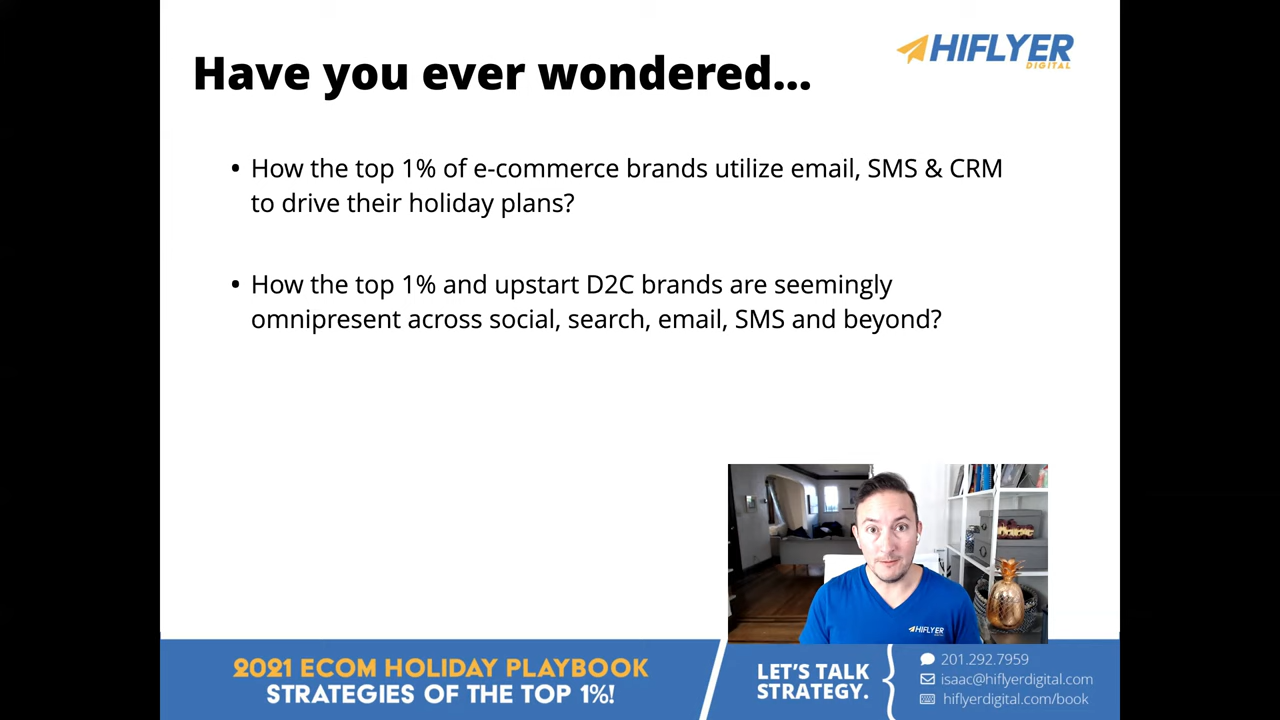 HIFLYER
DIGITAL
Have you ever wondered...
• How the top 1% of e-commerce brands utilize email, SMS & CRM
to drive their holiday plans?
• How the top 1% and upstart D2C brands are seemingly
omnipresent across social, search, email, SMS and beyond?
HIFLYER
2021 ECOM HOLIDAY PLAYBOOK
STRATEGIES OF THE TOP 1%!
LET'S TALK
STRATEGY.
201.292.7959
isaac@hiflyerdigital.com
hiflyerdigital.com/book